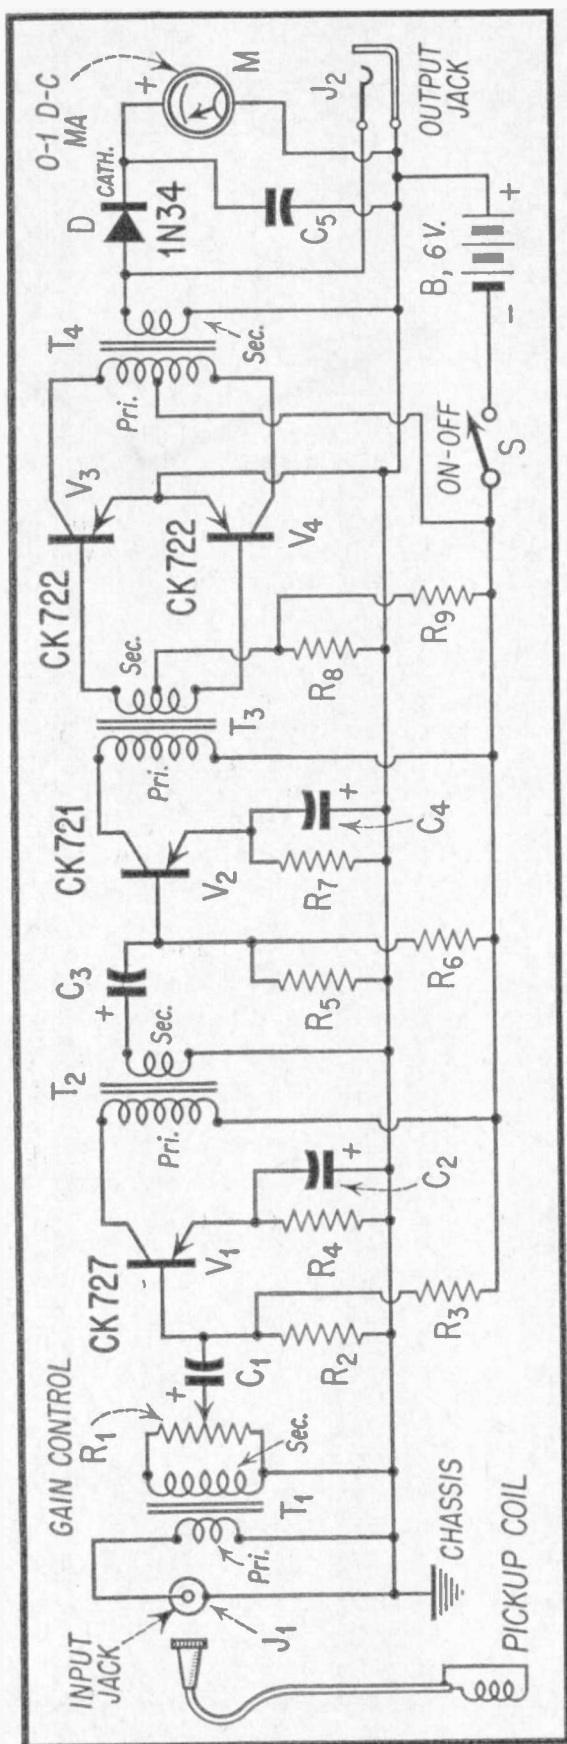 INPUT
JACK
J1
PICKUP COIL
CHASSIS
GAIN CONTROL
R1
T1
Pri.
Sec.
+
C1
R2
R3
CK727
V1
R4
C2
+
T2
Pri.
Sec.
+
C3
R5
R6
CK721
V2
R7
C4
+
T3
Pri.
Sec.
R8
R9
CK722
V3
CK722
V4
T4
Pri.
Sec.
ON-OFF
S
B, 6V.
-
+
D
CATH.
1N34
C5
0-1 D-C
MA
+
M
J2
OUTPUT
JACK